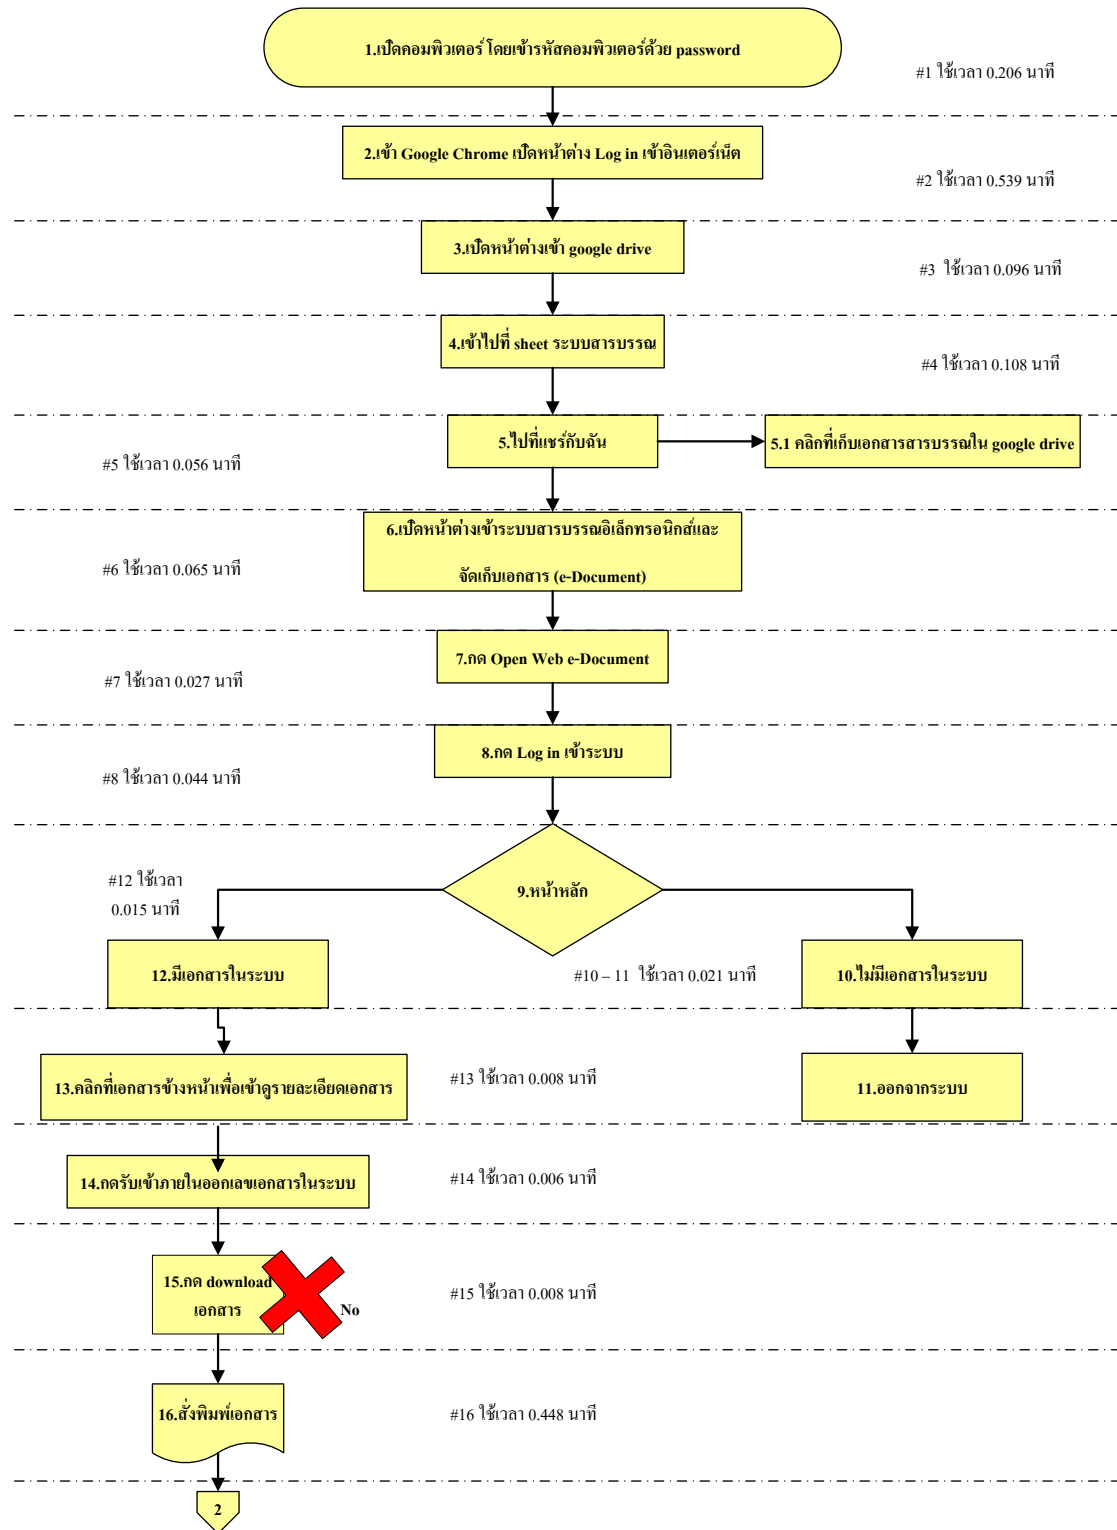 1.เปิดคอมพิวเตอร์ โดยเข้ารหัสคอมพิวเตอร์ด้วย password
#1 ใช้เวลา 0.206 นาที
2.เข้า Google Chrome เปิดหน้าต่าง Log in เข้าอินเตอร์เน็ต
#2 ใช้เวลา 0.539 นาที
3.เปิดหน้าต่างเข้า google drive
#3 ใช้เวลา 0.096 นาที
4.เข้าไปที่ sheet ระบบสารบรรณ
#4 ใช้เวลา 0.108 นาที
5.ไปที่แชร์กับฉัน
5.1 คลิกที่เก็บเอกสารสารบรรณใน google drive
#5 ใช้เวลา 0.056 นาที
6.เปิดหน้าต่างเข้าระบบสารบรรณอิเล็กทรอนิกส์และ
จัดเก็บเอกสาร (e-Document)
#6 ใช้เวลา 0.065 นาที
7.กด Open Web e-Document
#7 ใช้เวลา 0.027 นาที
8.กด Log in เข้าระบบ
#8 ใช้เวลา 0.044 นาที
9.หน้าหลัก
#12 ใช้เวลา
0.015 นาที
12.มีเอกสารในระบบ
#10 – 11 ใช้เวลา 0.021 นาที
10.ไม่มีเอกสารในระบบ
13.คลิกที่เอกสารข้างหน้าเพื่อเข้าดูรายละเอียดเอกสาร
#13 ใช้เวลา 0.008 นาที
11.ออกจากระบบ
14.กดรับเข้าภายในออกเลขเอกสารในระบบ
#14 ใช้เวลา 0.006 นาที
15.กด download
เอกสาร
No
#15 ใช้เวลา 0.008 นาที
16.สั่งพิมพ์เอกสาร
#16 ใช้เวลา 0.448 นาที
2